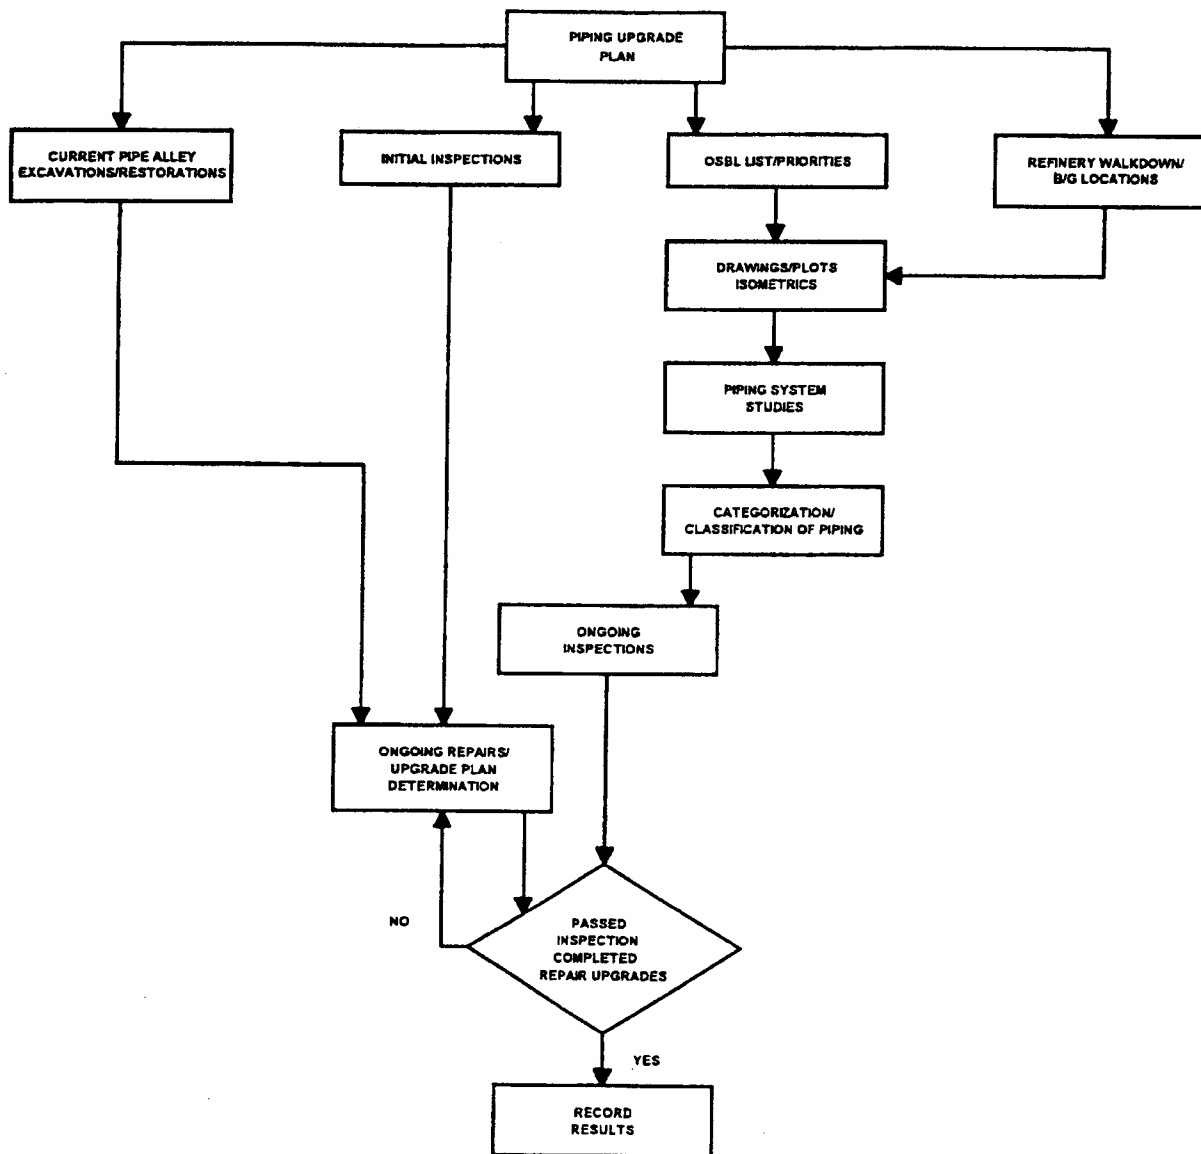 PIPING UPGRADE
PLAN
CURRENT PIPE ALLEY
EXCAVATIONS/RESTORATIONS
INITIAL INSPECTIONS
OSBL LIST/PRIORITIES
REFINERY WALKDOWN/
B/G LOCATIONS
DRAWINGS/PLOTS
ISOMETRICS
PIPING SYSTEM
STUDIES
CATEGORIZATION/
CLASSIFICATION OF PIPING
ONGOING
INSPECTIONS
ONGOING REPAIRS/
UPGRADE PLAN
DETERMINATION
NO
PASSED
INSPECTION
COMPLETED
REPAIR UPGRADES
YES
RECORD
RESULTS